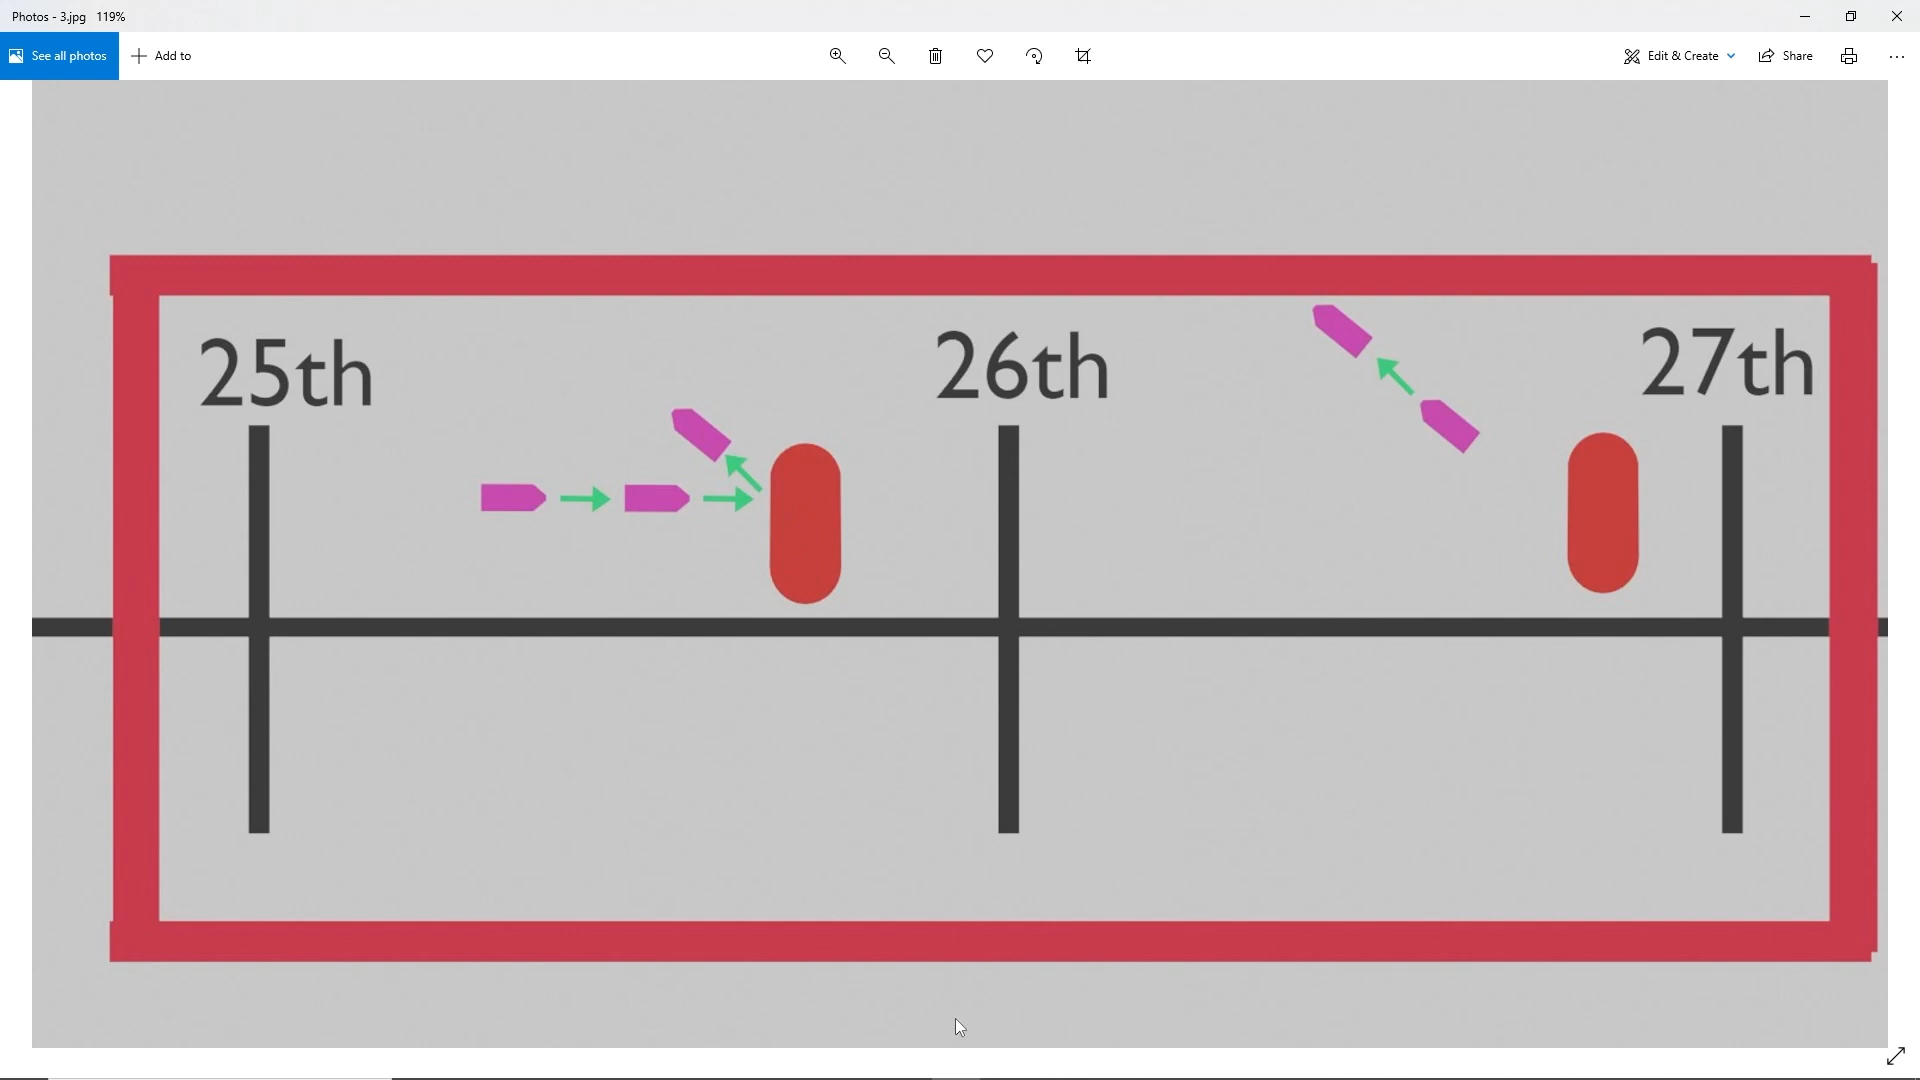 Photos - 3.jpg 119%
See all photos
Add to
Edit & Create
Share
25th
26th
27th